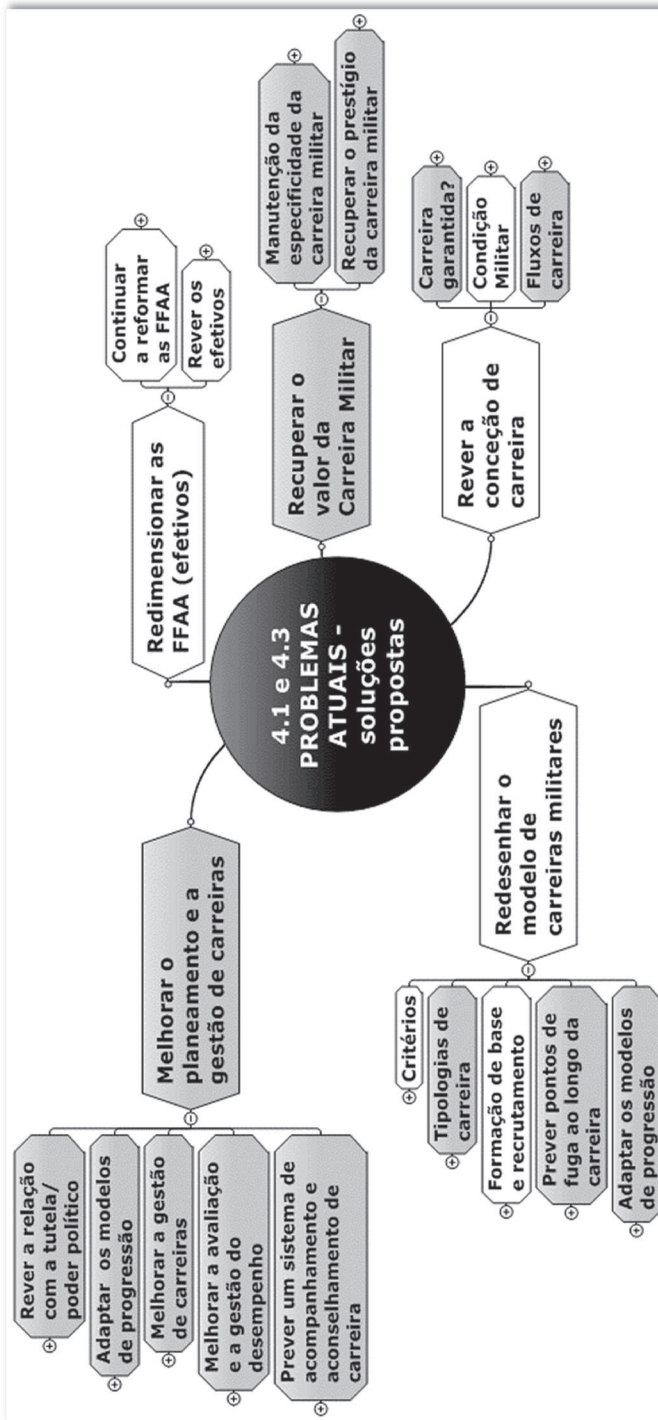 4.1 e 4.3
PROBLEMAS
ATUAIS -
soluções
propostas
Redimensionar as
FFAA (efetivos)
Continuar
a reformar
as FFAA
Rever os
efetivos
Recuperar o
valor da
Carreira Militar
Manutenção da
especificidade da
carreira militar
Recuperar o prestígio
da carreira militar
Rever a
conceção de
carreira
Carreira
garantida?
Condição
Militar
Fluxos de
carreira
Redesenhar o
modelo de
carreiras militares
Critérios
Tipologias de
carreira
Formação de base
e recrutamento
Prever pontos de
fuga ao longo da
carreira
Adaptar os modelos
de progressão
Melhorar o
planeamento e a
gestão de carreiras
Rever a relação
com a tutela/
poder político
Adaptar os modelos
de progressão
Melhorar a gestão
de carreiras
Melhorar a avaliação
e a gestão do
desempenho
Prever um sistema de
acompanhamento e
aconselhamento de
carreira